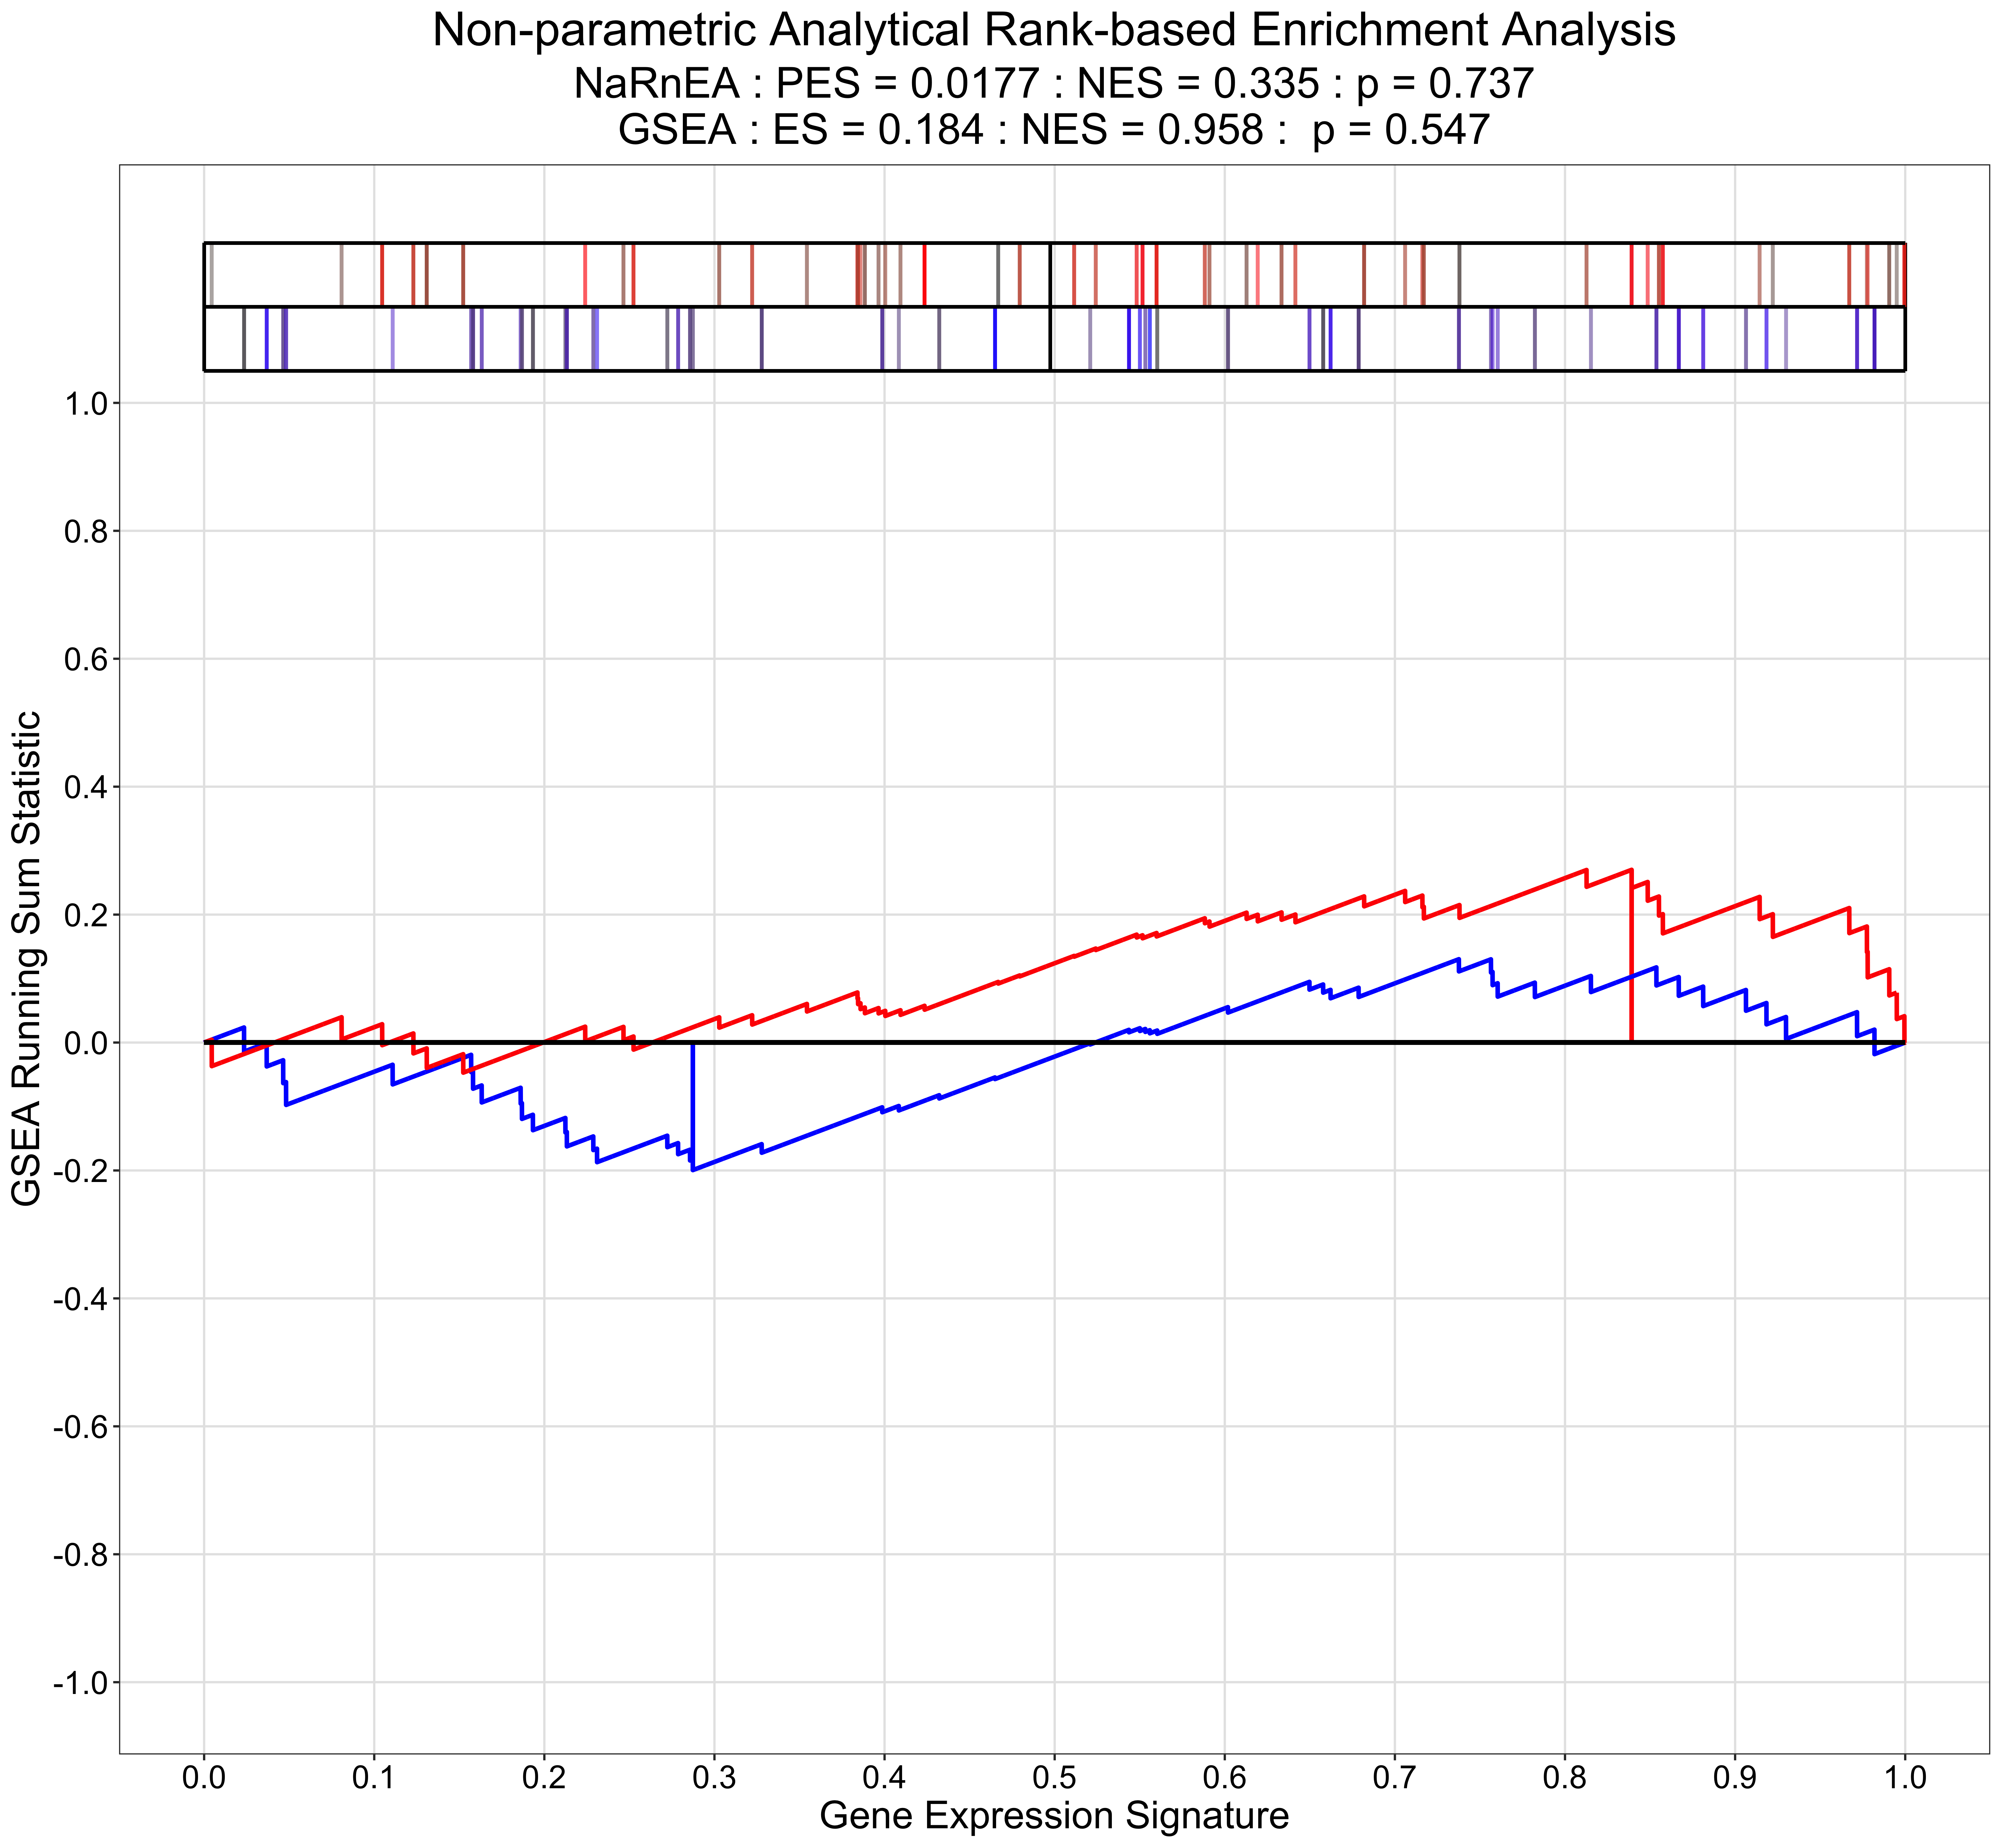 Non-parametric Analytical Rank-based Enrichment Analysis
NaRnEA : PES = 0.0177 : NES = 0.335 : p = 0.737
GSEA : ES = 0.184 : NES = 0.958 :  p = 0.547
1.0
0.8
0.6
0.4
0.2
0.0
-0.2
-0.4
-0.6
-0.8
-1.0
GSEA Running Sum Statistic
0.0 0.1 0.2 0.3 0.4 0.5 0.6 0.7 0.8 0.9 1.0
Gene Expression Signature